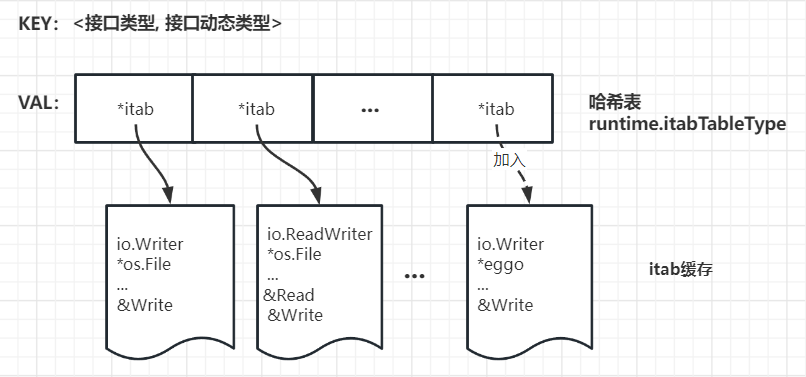 KEY: <接口类型, 接口动态类型>
VAL:
*itab
*itab
...
*itab
哈希表
runtime.itabTableType
加入
io.Writer
*os.File
...
&Write
io.ReadWriter
*os.File
...
&Read
&Write
...
io.Writer
*eggo
...
&Write
itab缓存